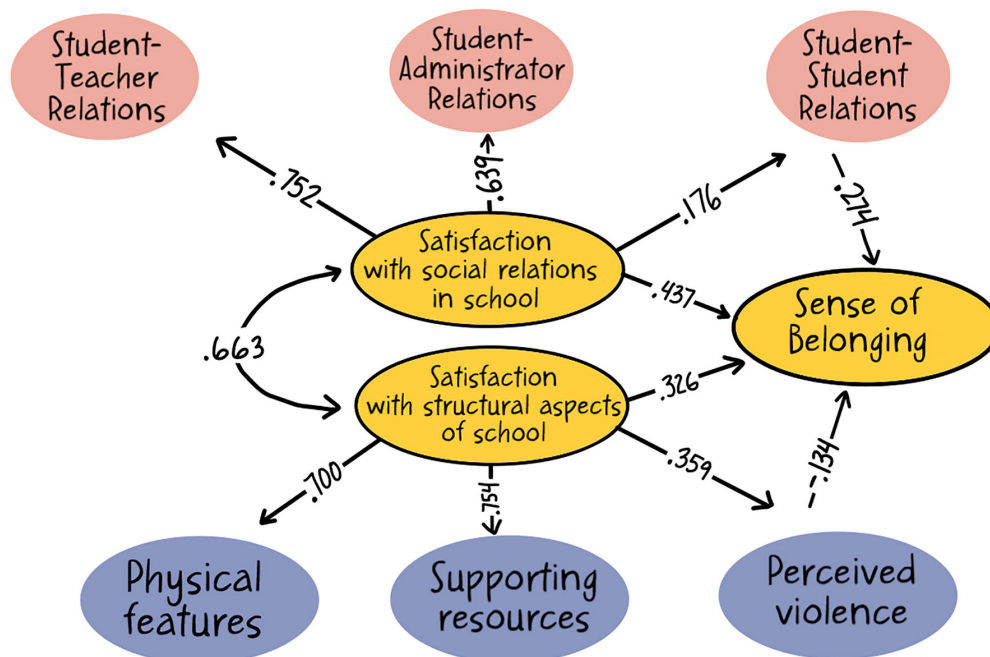 Student-
Teacher
Relations
Student-
Administrator
Relations
Student-
Student
Relations
.752
.639
.176
.274
Satisfaction
with social relations
in school
.437
Sense of
Belonging
.663
Satisfaction
with structural aspects
of school
.326
.700
.754
.359
-.134
Physical
features
Supporting
resources
Perceived
violence